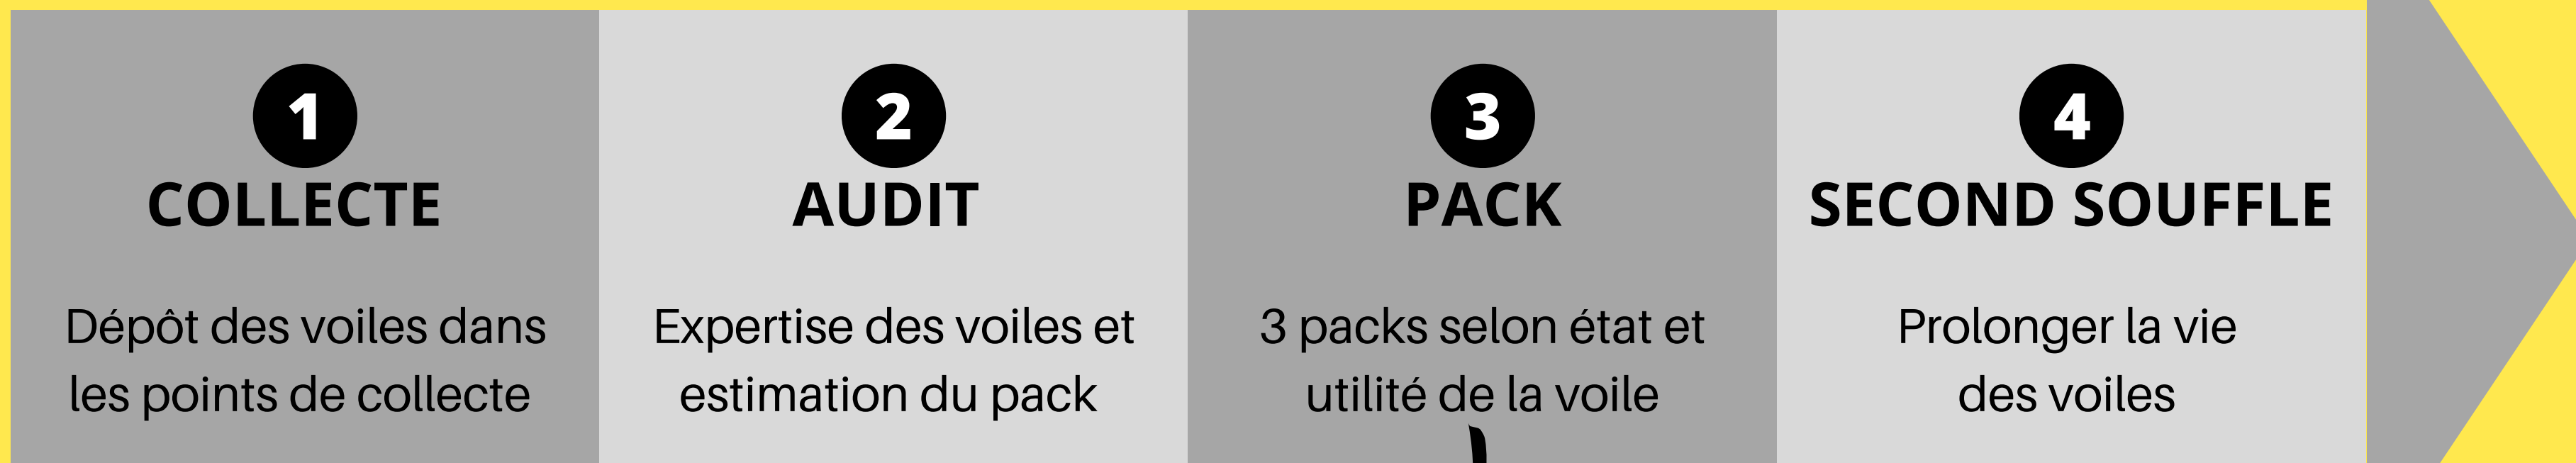 1
COLLECTE
Dépôt des voiles dans
les points de collecte
2
AUDIT
Expertise des voiles et
estimation du pack
3
PACK
3 packs selon état et
utilité de la voile
4
SECOND SOUFFLE
Prolonger la vie
des voiles